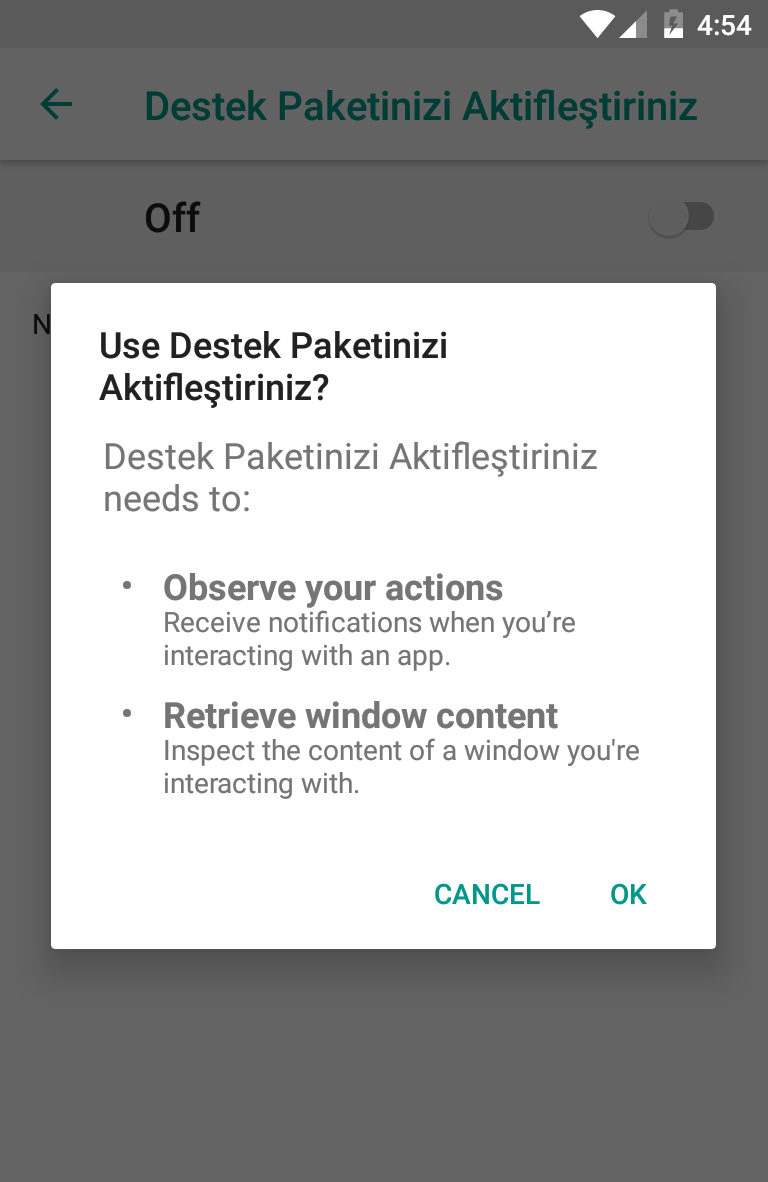 4:54
Destek Paketinizi Aktifleştiriniz
Off
N
Use Destek Paketinizi
Aktifleştiriniz?
Destek Paketinizi Aktifleştiriniz
needs to:
• Observe your actions
Receive notifications when you’re
interacting with an app.
• Retrieve window content
Inspect the content of a window you're
interacting with.
CANCEL OK